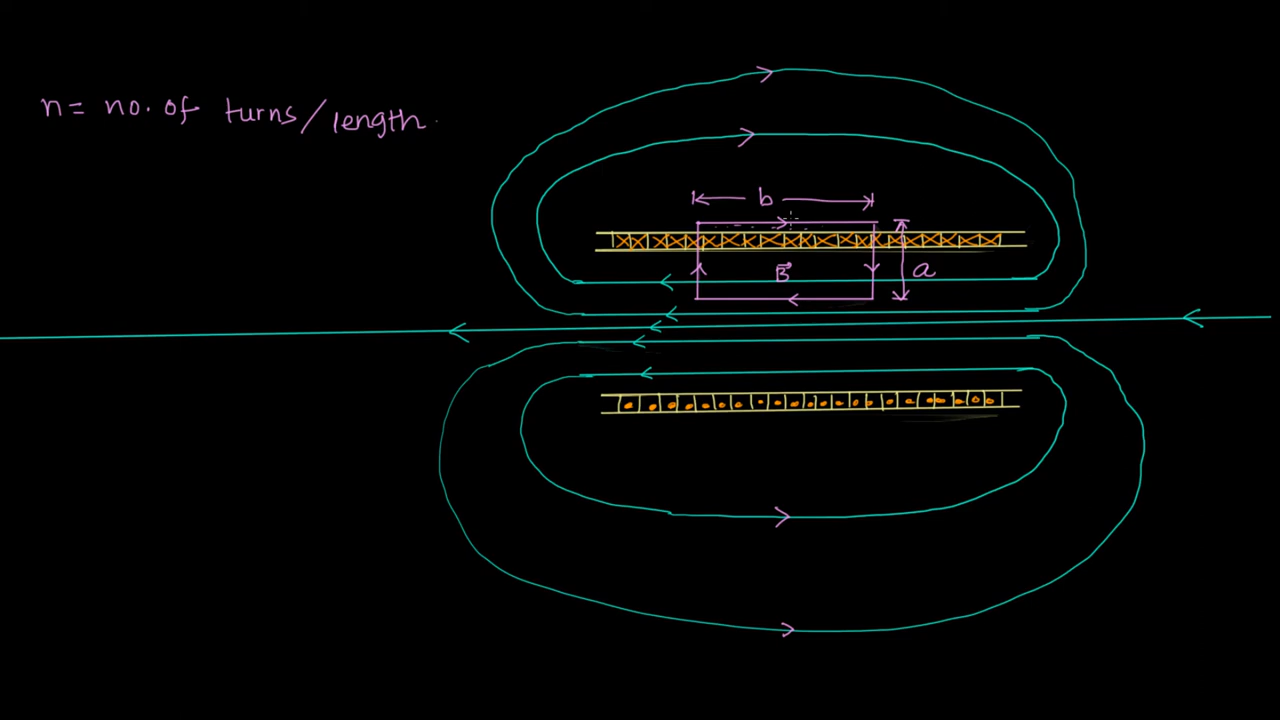 n = no. of turns/length.
b
B⃗
a